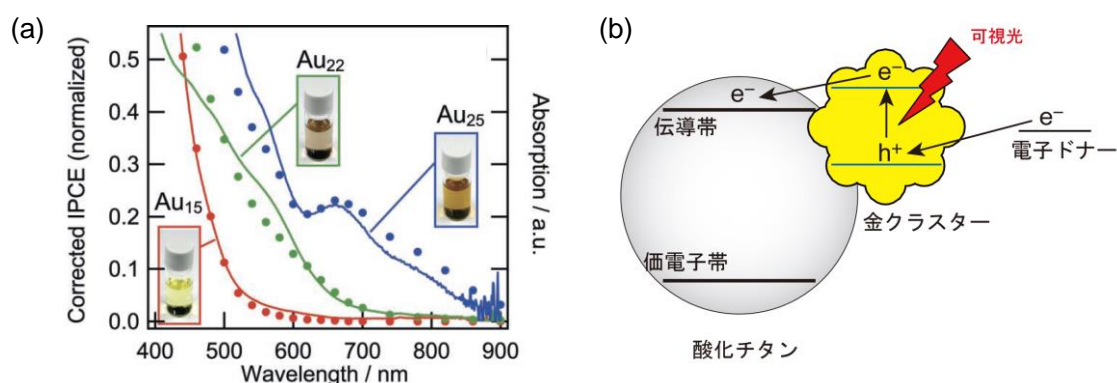 (a)
Corrected IPCE (normalized)
0.5
0.4
0.3
0.2
0.1
0.0
Au₁₅
Au₂₂
Au₂₅
400 500 600 700 800 900
Wavelength / nm
Absorption / a.u.
(b)
可視光
e⁻
e⁻
伝導帯
h⁺
e⁻
電子ドナー
金クラスター
価電子帯
酸化チタン